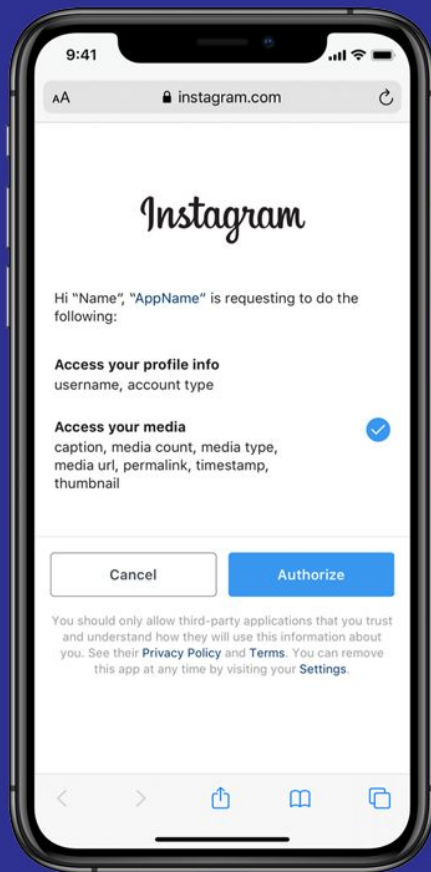 9:41
AA instagram.com
Instagram
Hi “Name”, “AppName” is requesting to do the
following:
Access your profile info
username, account type
Access your media
caption, media count, media type,
media url, permalink, timestamp,
thumbnail
Cancel Authorize
You should only allow third-party applications that you trust
and understand how they will use this information about
you. See their Privacy Policy and Terms. You can remove
this app at any time by visiting your Settings.